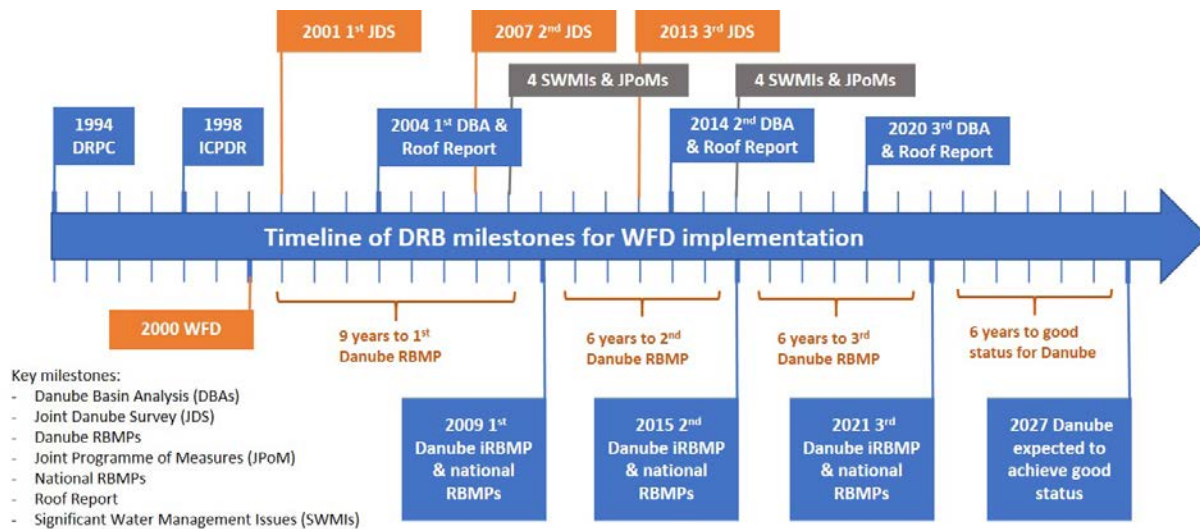 2001 1st JDS
2007 2nd JDS
2013 3rd JDS
4 SWMIs & JPoMs
4 SWMIs & JPoMs
1994
DRPC
1998
ICPDR
2004 1st DBA &
Roof Report
2014 2nd DBA
& Roof Report
2020 3rd DBA
& Roof Report
Timeline of DRB milestones for WFD implementation
2000 WFD
9 years to 1st
Danube RBMP
6 years to 2nd
Danube RBMP
6 years to 3rd
Danube RBMP
6 years to good
status for Danube
Key milestones:
- Danube Basin Analysis (DBAs)
- Joint Danube Survey (JDS)
- Danube RBMPs
- Joint Programme of Measures (JPoM)
- National RBMPs
- Roof Report
- Significant Water Management Issues (SWMIs)
2009 1st
Danube iRBMP
& national
RBMPs
2015 2nd
Danube iRBMP
& national
RBMPs
2021 3rd
Danube iRBMP
& national
RBMPs
2027 Danube
expected to
achieve good
status